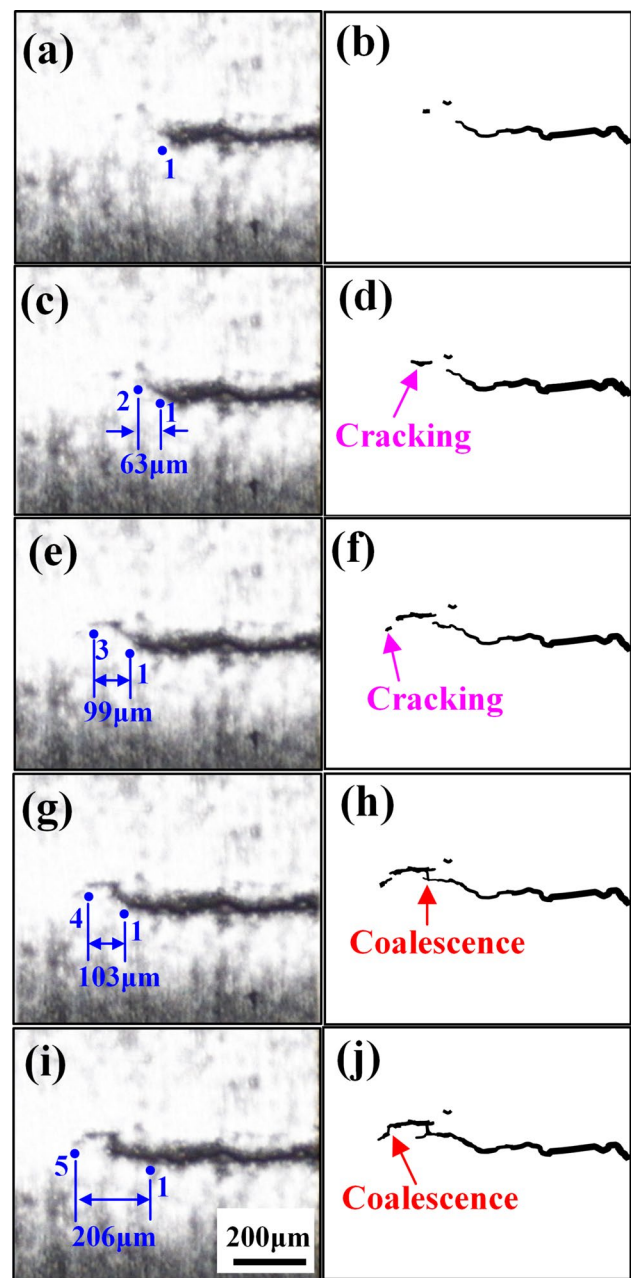 (a)
1
(b)
(c)
2
1
63μm
(d)
Cracking
(e)
3
1
99μm
(f)
Cracking
(g)
4
1
103μm
(h)
Coalescence
(i)
5
1
206μm
200μm
(j)
Coalescence